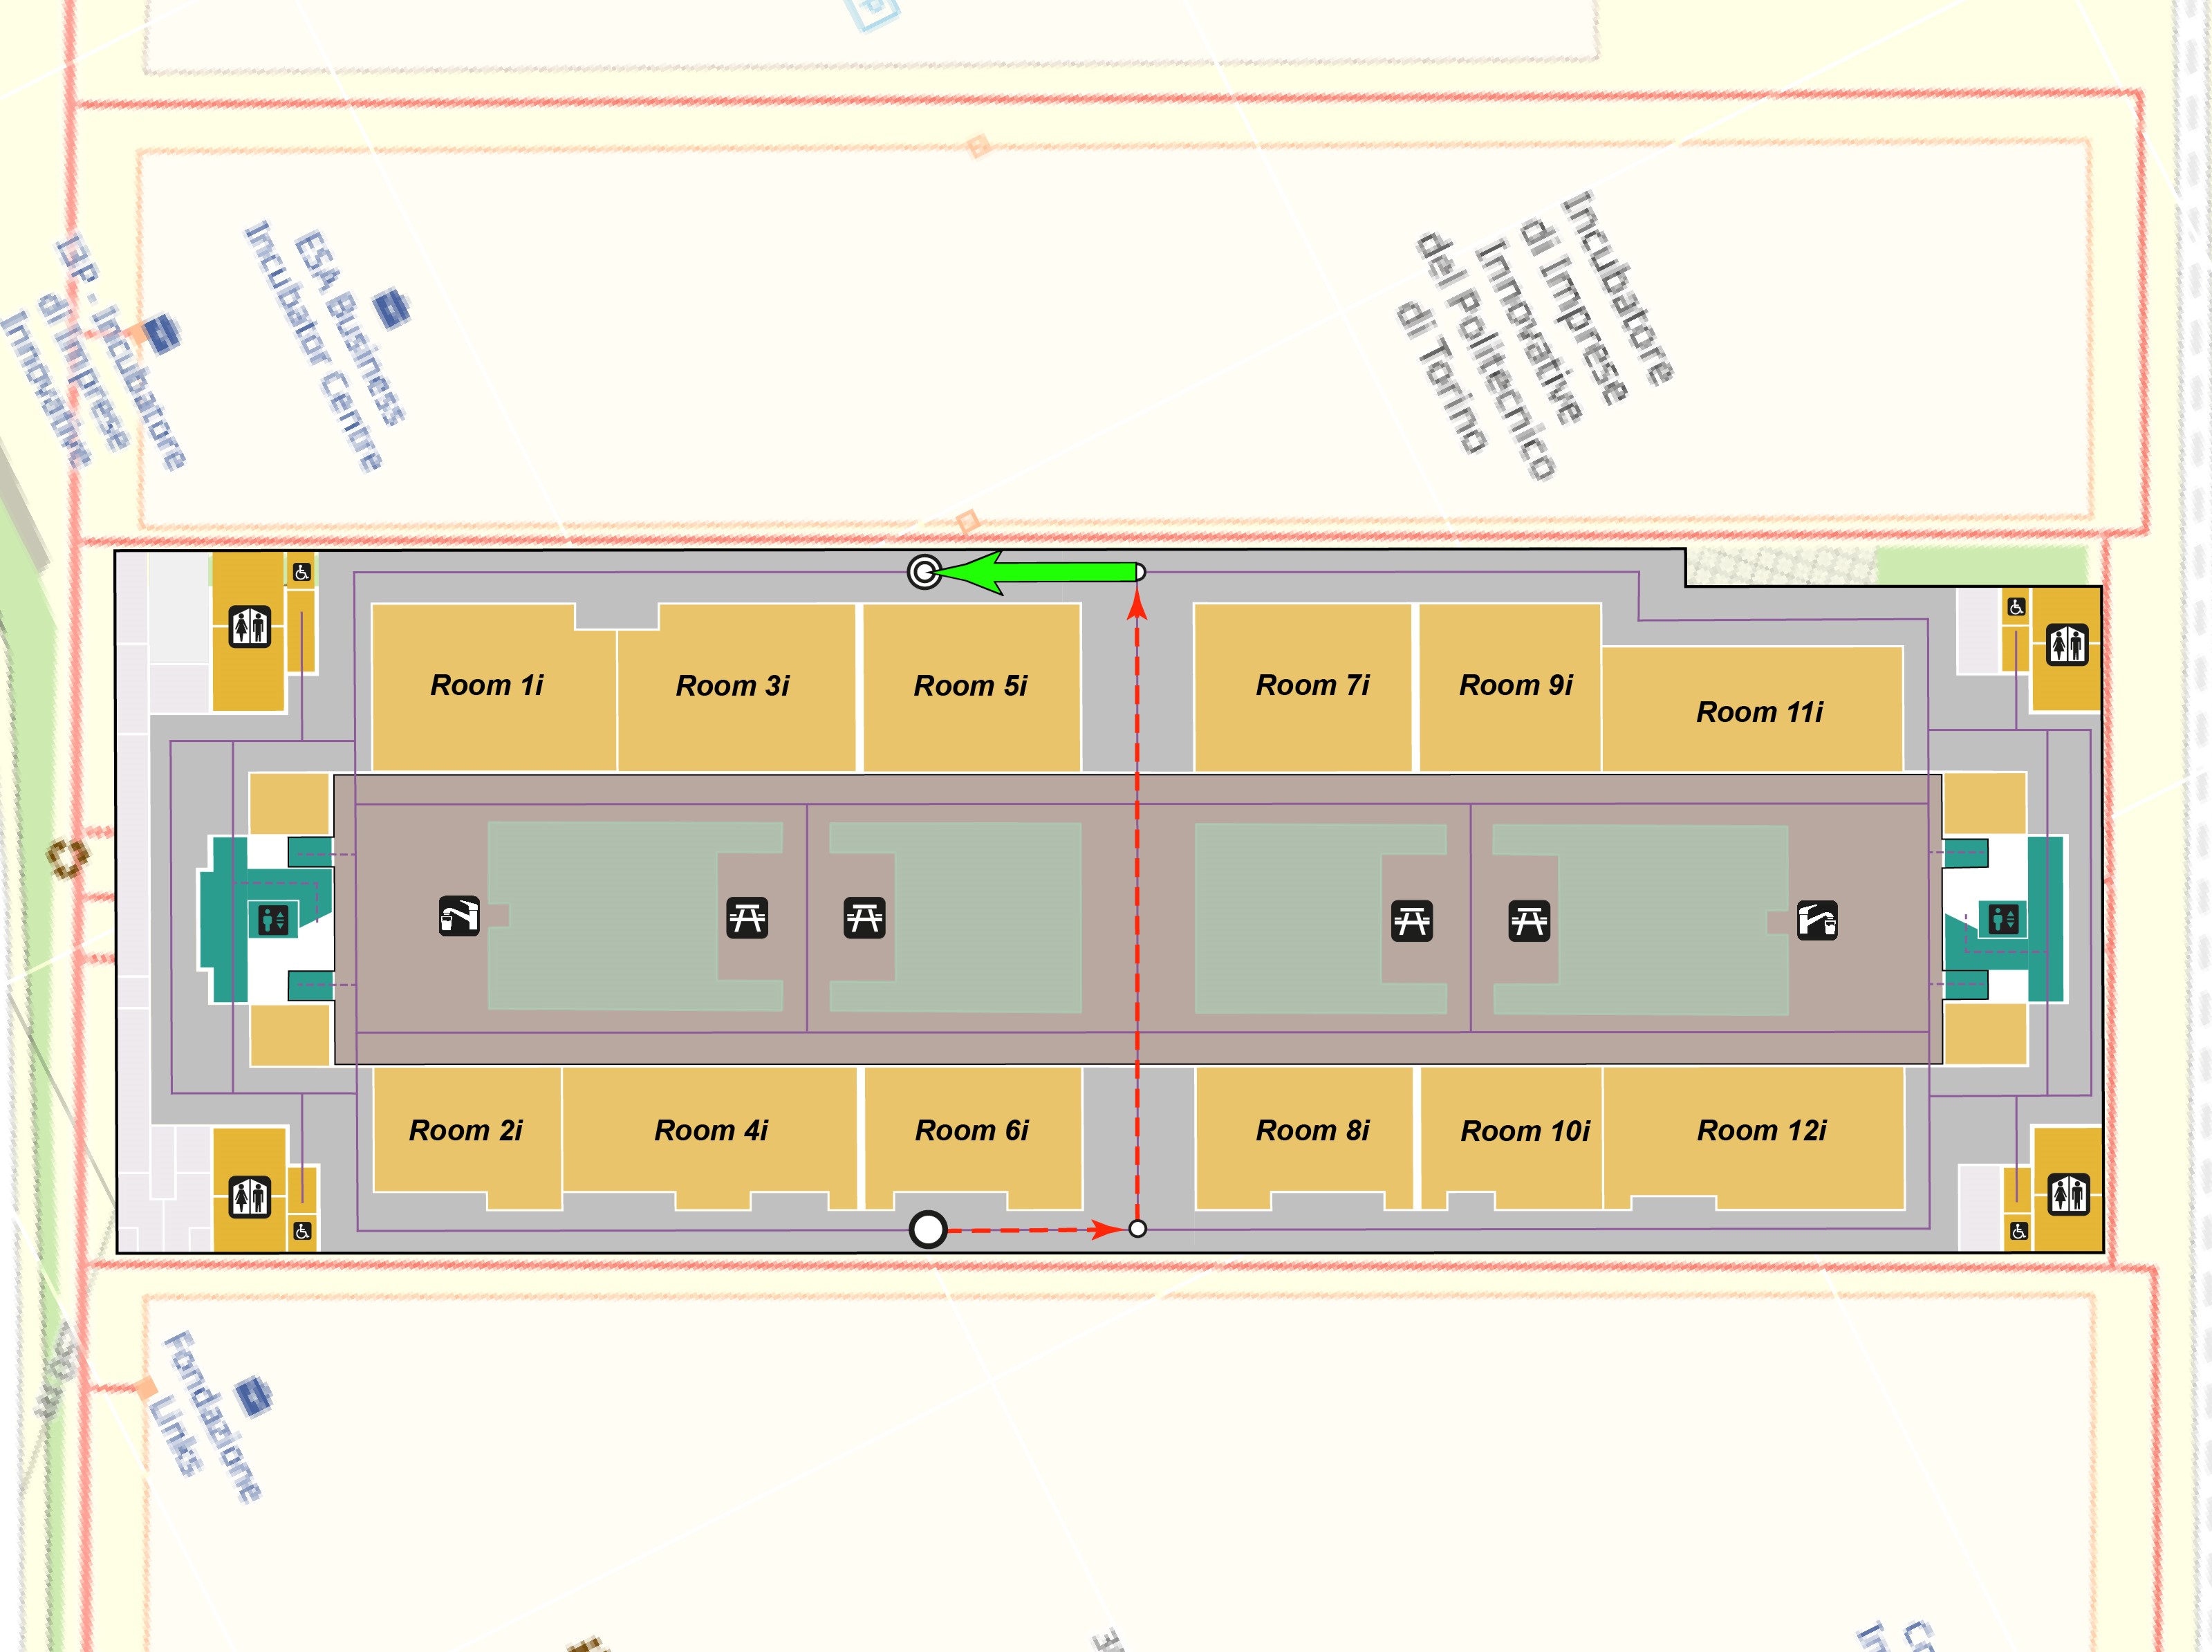 I3P - Incubatore
di Imprese
Innovative
ESA Business
Incubator Centre
Incubatore
di Imprese
Innovative
del Politecnico
di Torino
Room 1i
Room 3i
Room 5i
Room 7i
Room 9i
Room 11i
Room 2i
Room 4i
Room 6i
Room 8i
Room 10i
Room 12i
Fondazione
Links